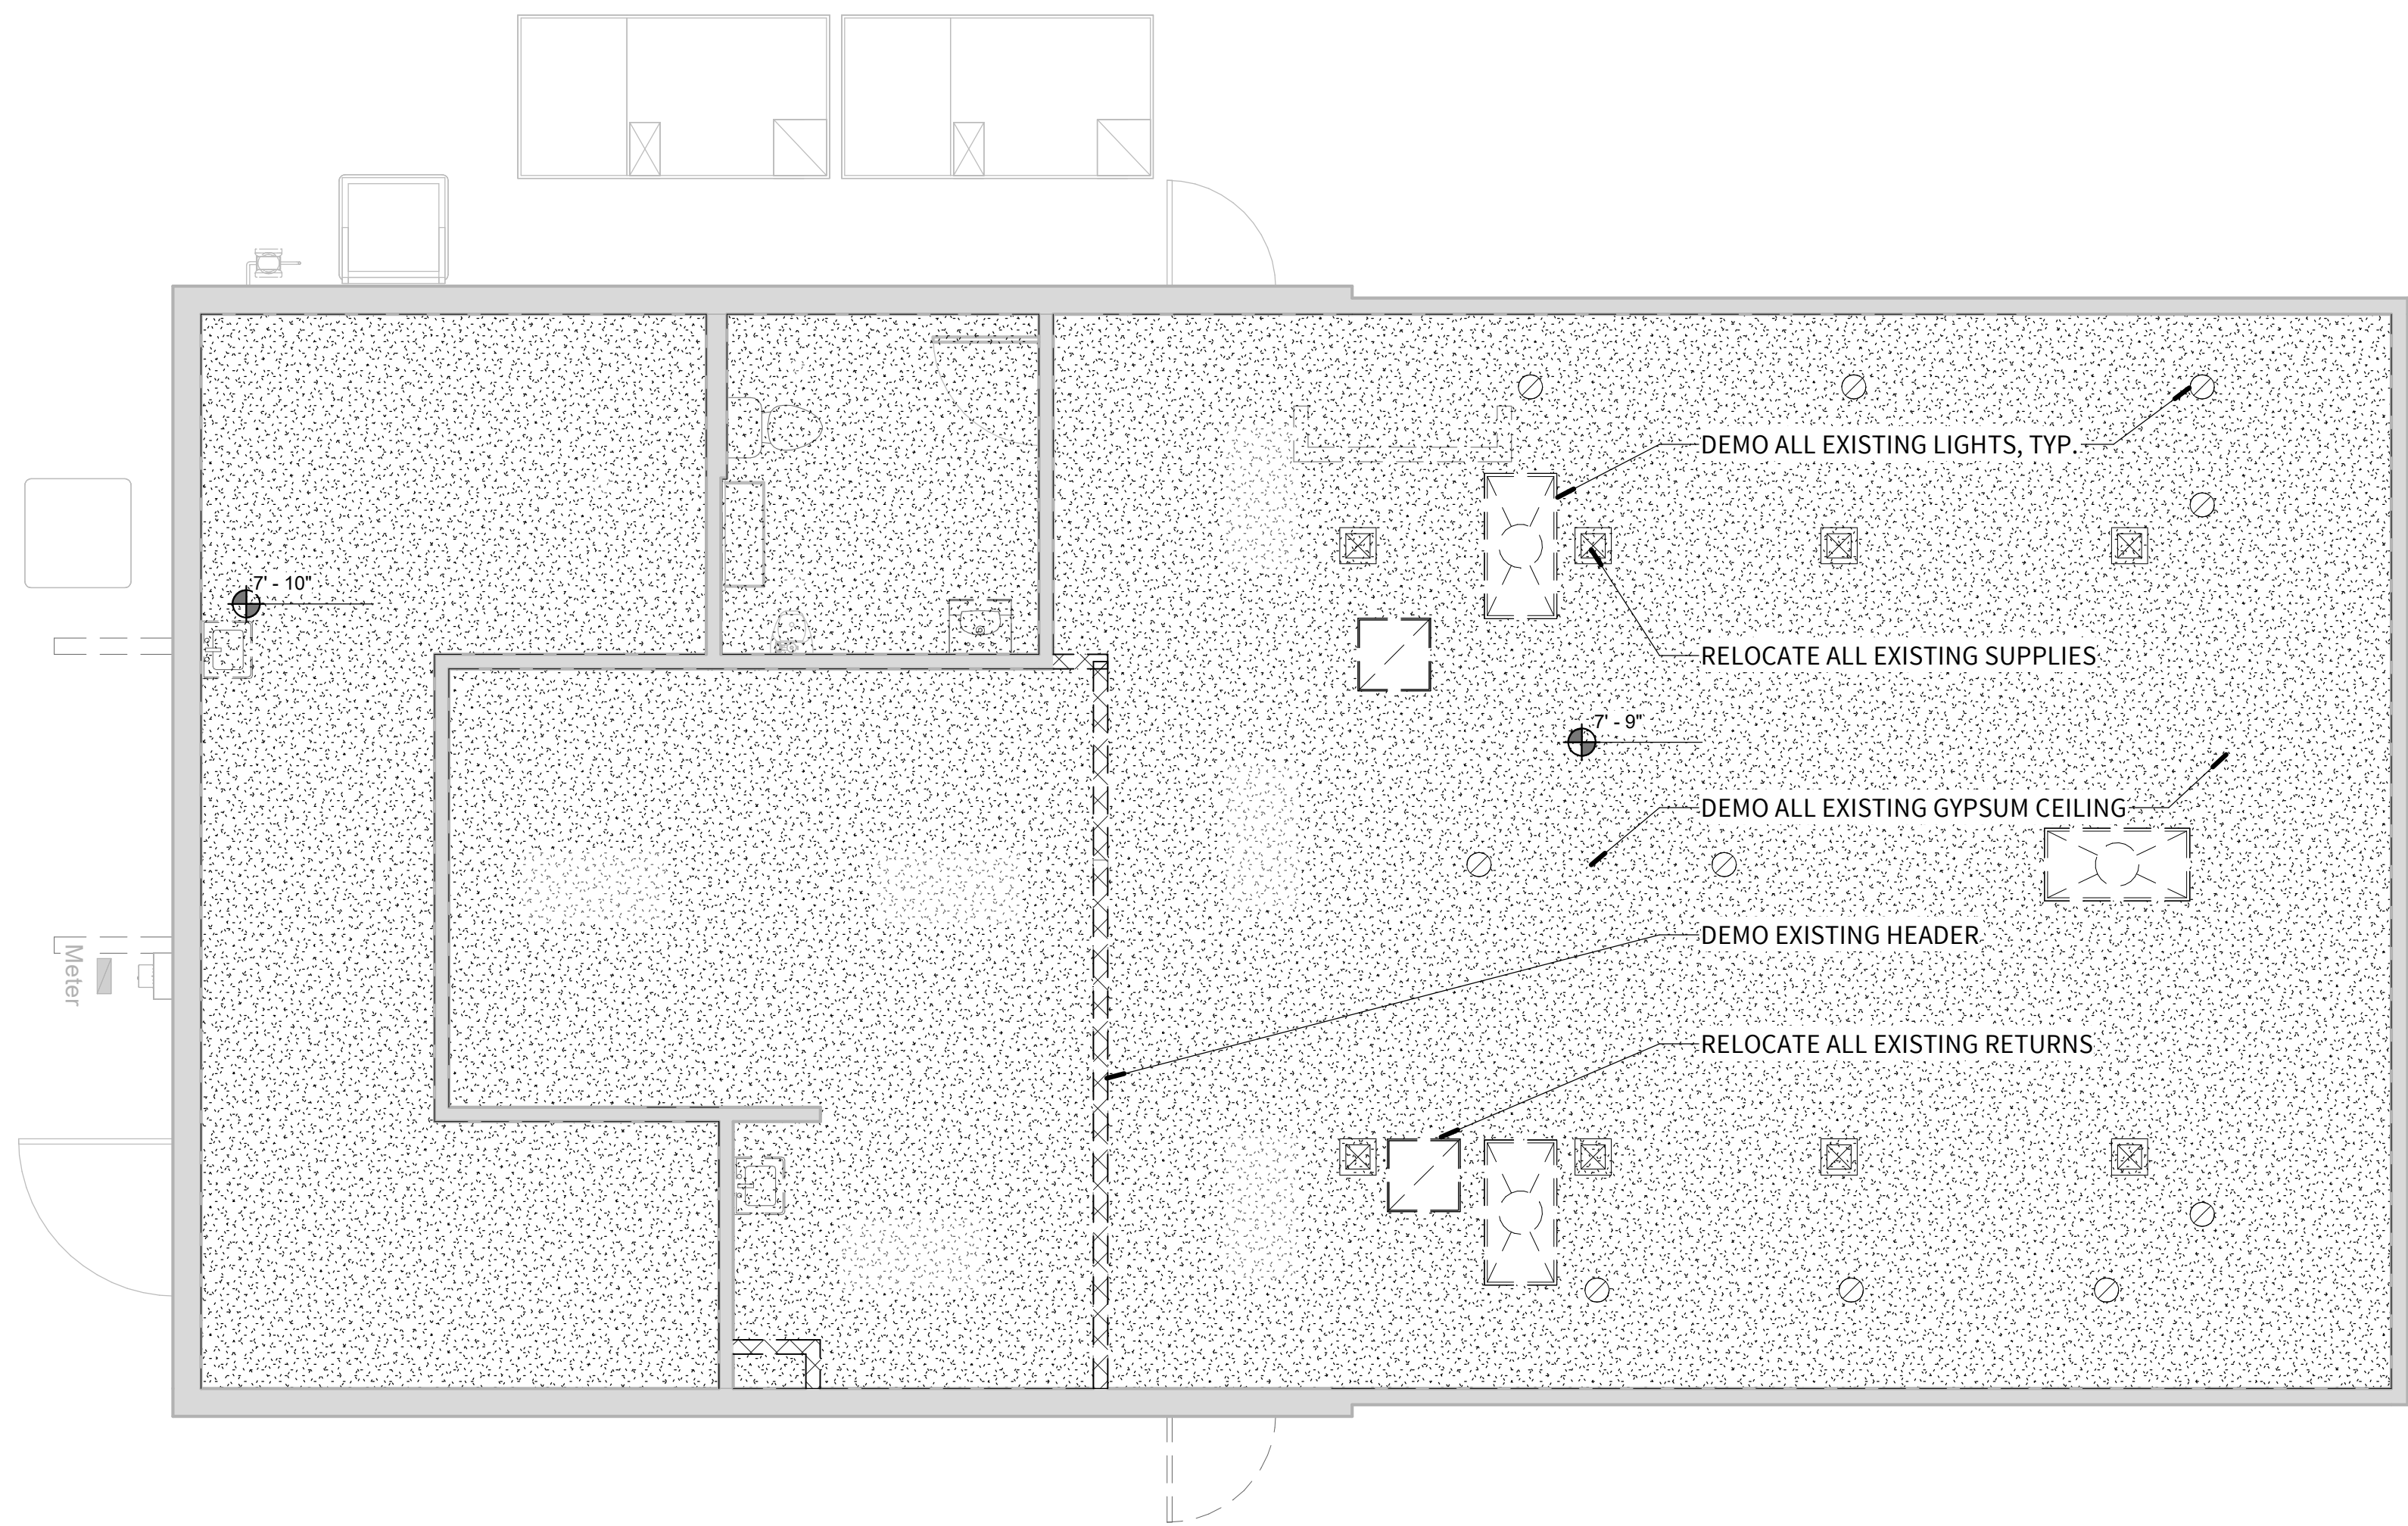 DEMO ALL EXISTING LIGHTS, TYP.
7' - 10"
RELOCATE ALL EXISTING SUPPLIES
7' - 9"
DEMO ALL EXISTING GYPSUM CEILING
DEMO EXISTING HEADER
Meter
RELOCATE ALL EXISTING RETURNS